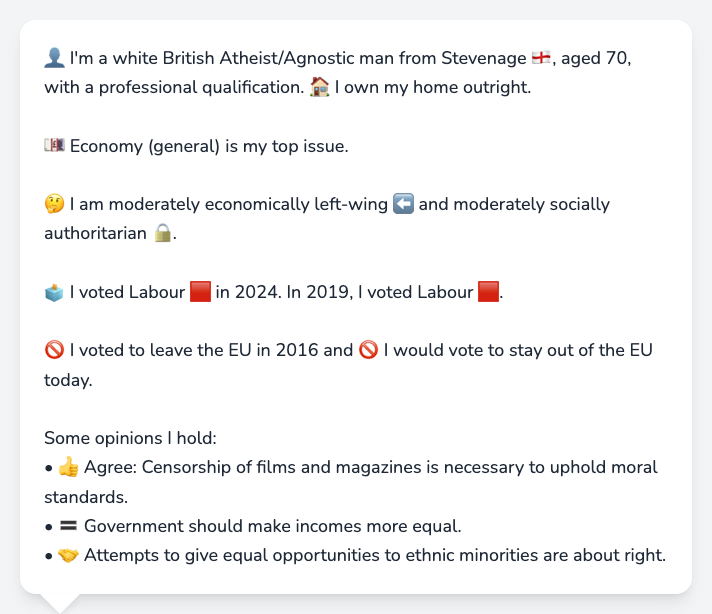 👤 I'm a white British Atheist/Agnostic man from Stevenage 🏴󠁧󠁢󠁥󠁮󠁧󠁿, aged 70,
with a professional qualification. 🏠 I own my home outright.
💷 Economy (general) is my top issue.
🤔 I am moderately economically left-wing ⬅️ and moderately socially
authoritarian 🔒.
🗳️ I voted Labour 🟥 in 2024. In 2019, I voted Labour 🟥.
🚫 I voted to leave the EU in 2016 and 🚫 I would vote to stay out of the EU
today.
Some opinions I hold:
• 👍 Agree: Censorship of films and magazines is necessary to uphold moral
standards.
• 🟰 Government should make incomes more equal.
• 🤝 Attempts to give equal opportunities to ethnic minorities are about right.